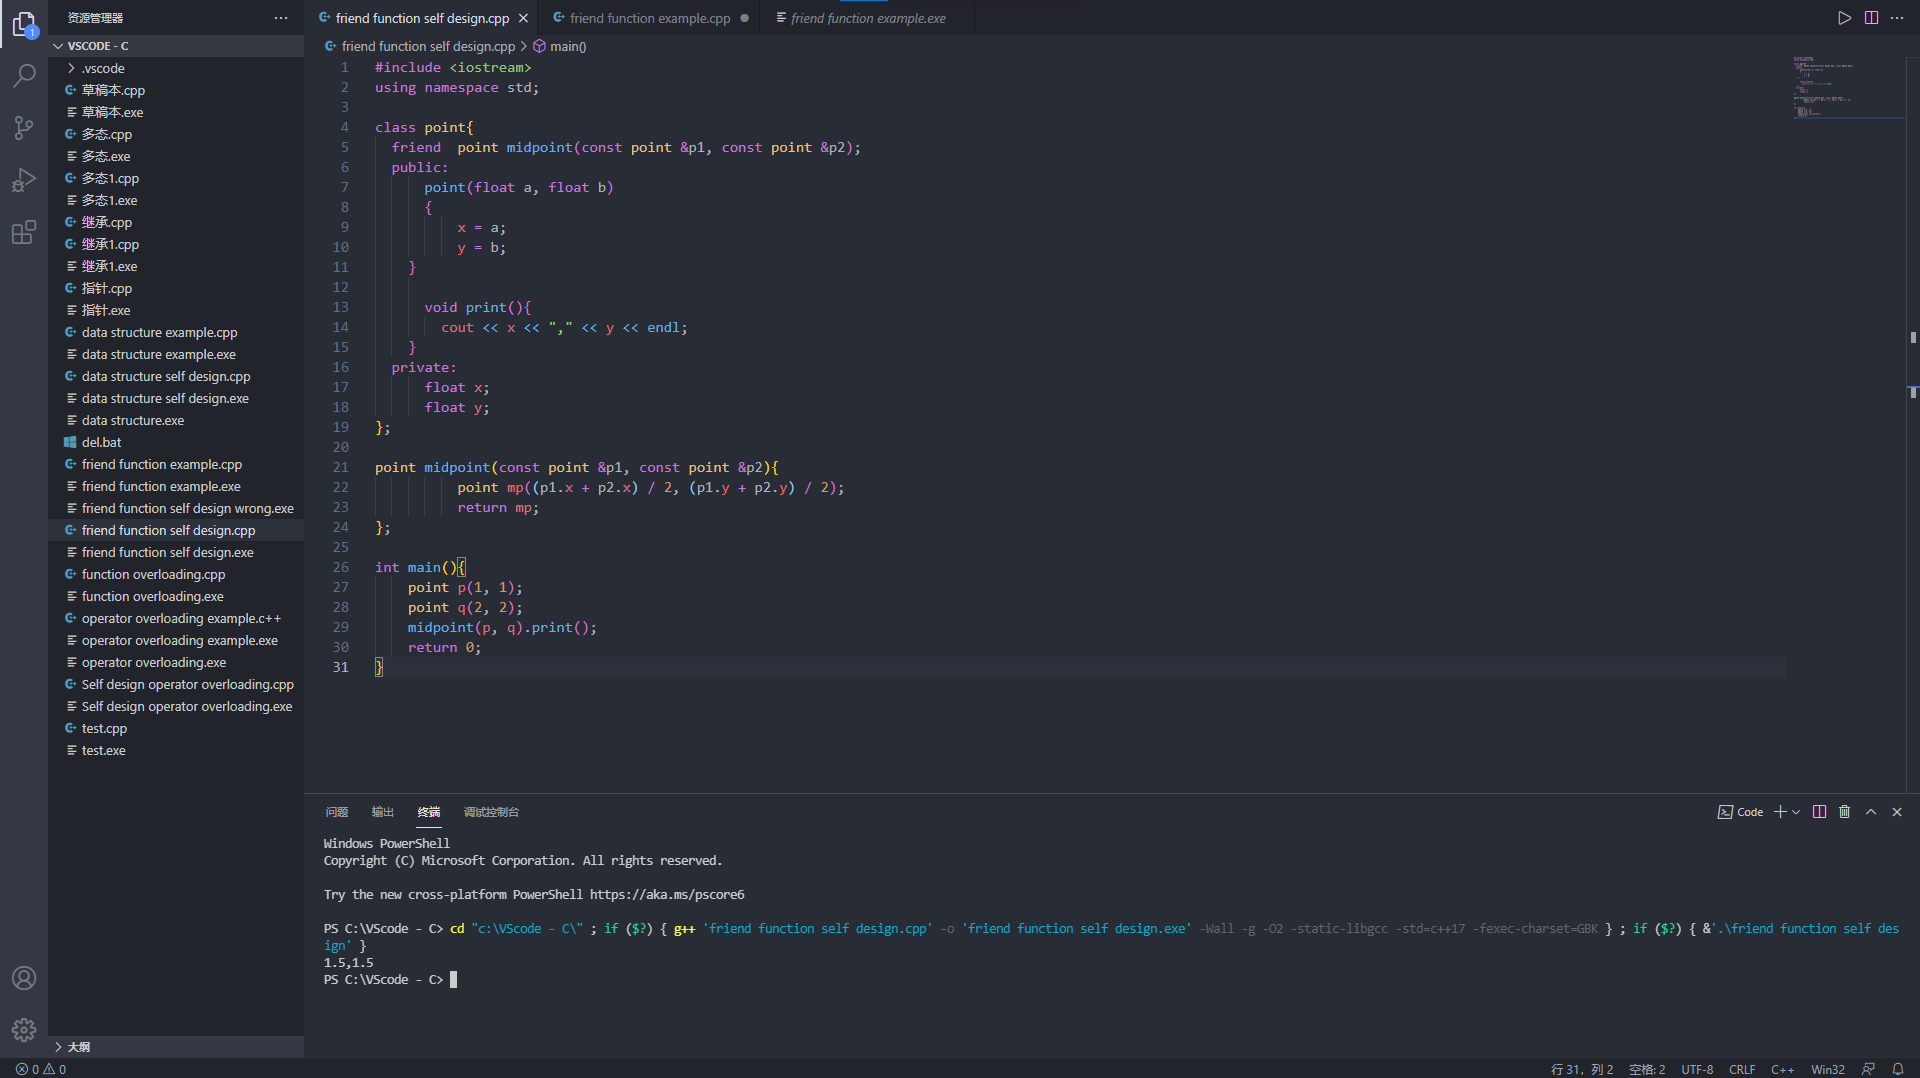 资源管理器
VSCODE - C
.vscode
草稿本.cpp
草稿本.exe
多态.cpp
多态.exe
多态1.cpp
多态1.exe
继承.cpp
继承1.cpp
继承1.exe
指针.cpp
指针.exe
data structure example.cpp
data structure example.exe
data structure self design.cpp
data structure self design.exe
data structure.exe
del.bat
friend function example.cpp
friend function example.exe
friend function self design wrong.exe
friend function self design.cpp
friend function self design.exe
function overloading.cpp
function overloading.exe
operator overloading example.c++
operator overloading example.exe
operator overloading.exe
Self design operator overloading.cpp
Self design operator overloading.exe
test.cpp
test.exe
大纲
1
friend function self design.cpp
friend function example.cpp
friend function example.exe
friend function self design.cpp > main()
1 #include <iostream>
2 using namespace std;
3
4 class point{
5   friend  point midpoint(const point &p1, const point &p2);
6   public:
7       point(float a, float b)
8       {
9           x = a;
10          y = b;
11    }
12
13      void print(){
14        cout << x << "," << y << endl;
15    }
16  private:
17      float x;
18      float y;
19 };
20
21 point midpoint(const point &p1, const point &p2){
22          point mp((p1.x + p2.x) / 2, (p1.y + p2.y) / 2);
23          return mp;
24 };
25
26 int main(){
27    point p(1, 1);
28    point q(2, 2);
29    midpoint(p, q).print();
30    return 0;
31 }
问题 输出 终端 调试控制台
Code
Windows PowerShell
Copyright (C) Microsoft Corporation. All rights reserved.
Try the new cross-platform PowerShell https://aka.ms/pscore6
PS C:\VScode - C> cd "c:\VScode - C\" ; if ($?) { g++ 'friend function self design.cpp' -o 'friend function self design.exe' -Wall -g -O2 -static-libgcc -std=c++17 -fexec-charset=GBK } ; if ($?) { &'.\friend function self des
ign' }
1.5,1.5
PS C:\VScode - C>
0 0
行 31，列 2 空格: 2 UTF-8 CRLF C++ Win32